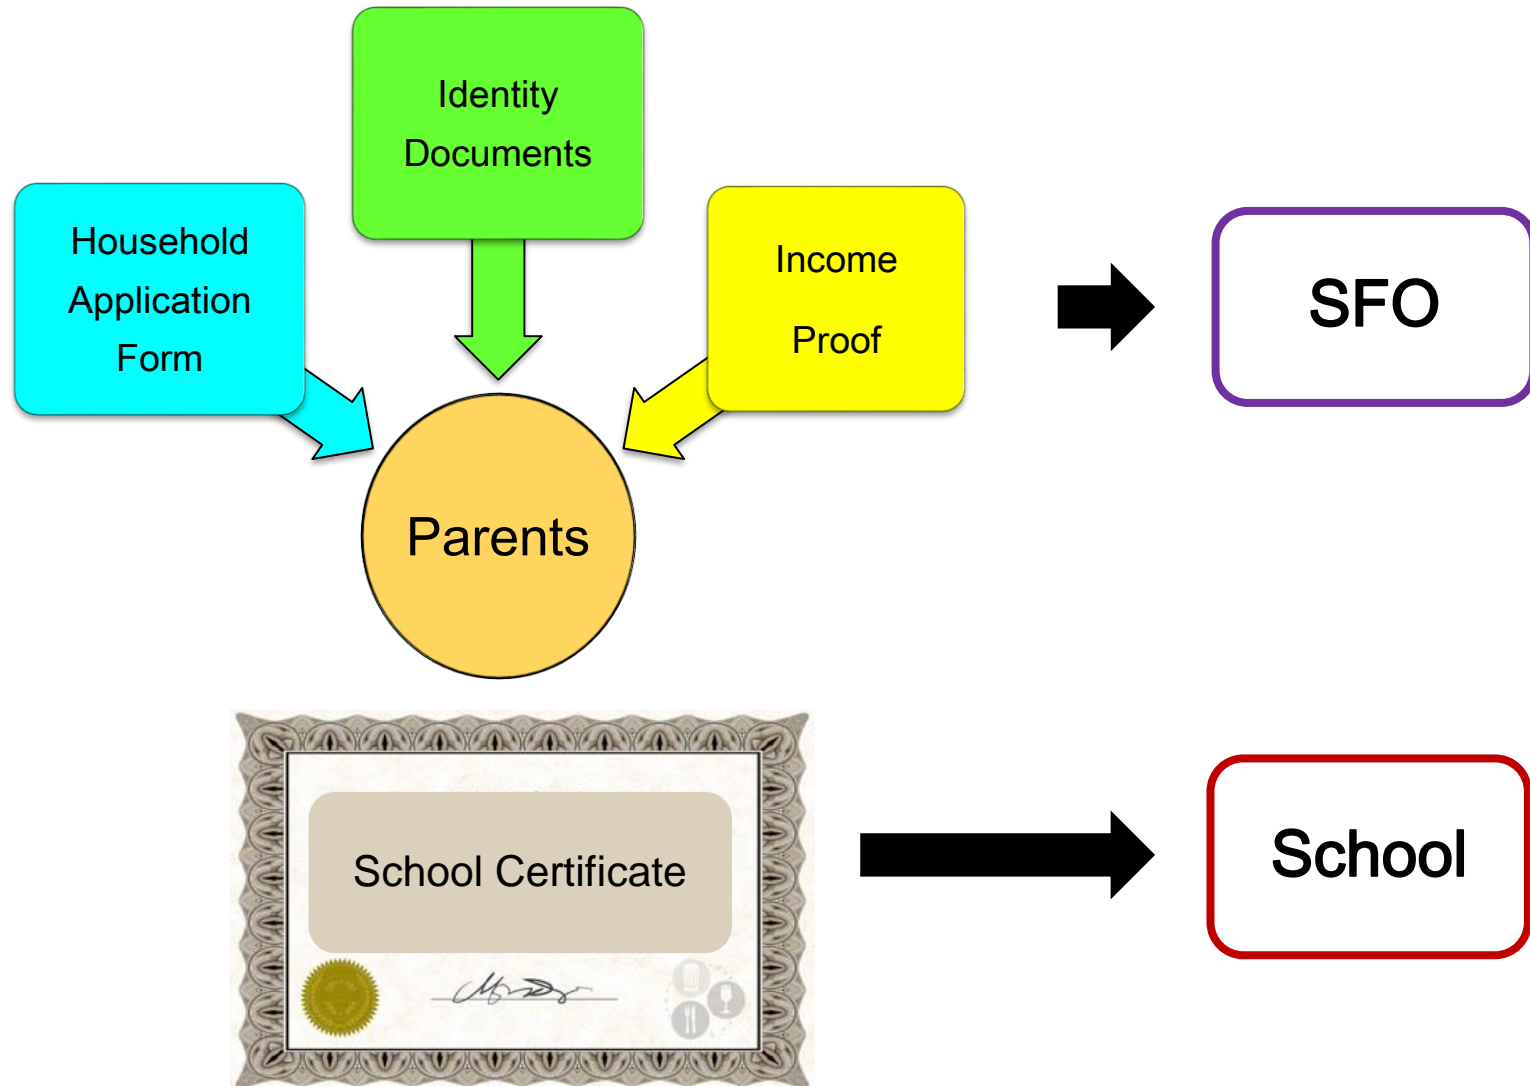 Identity
Documents
Household
Application
Form
Income
Proof
SFO
Parents
School Certificate
School